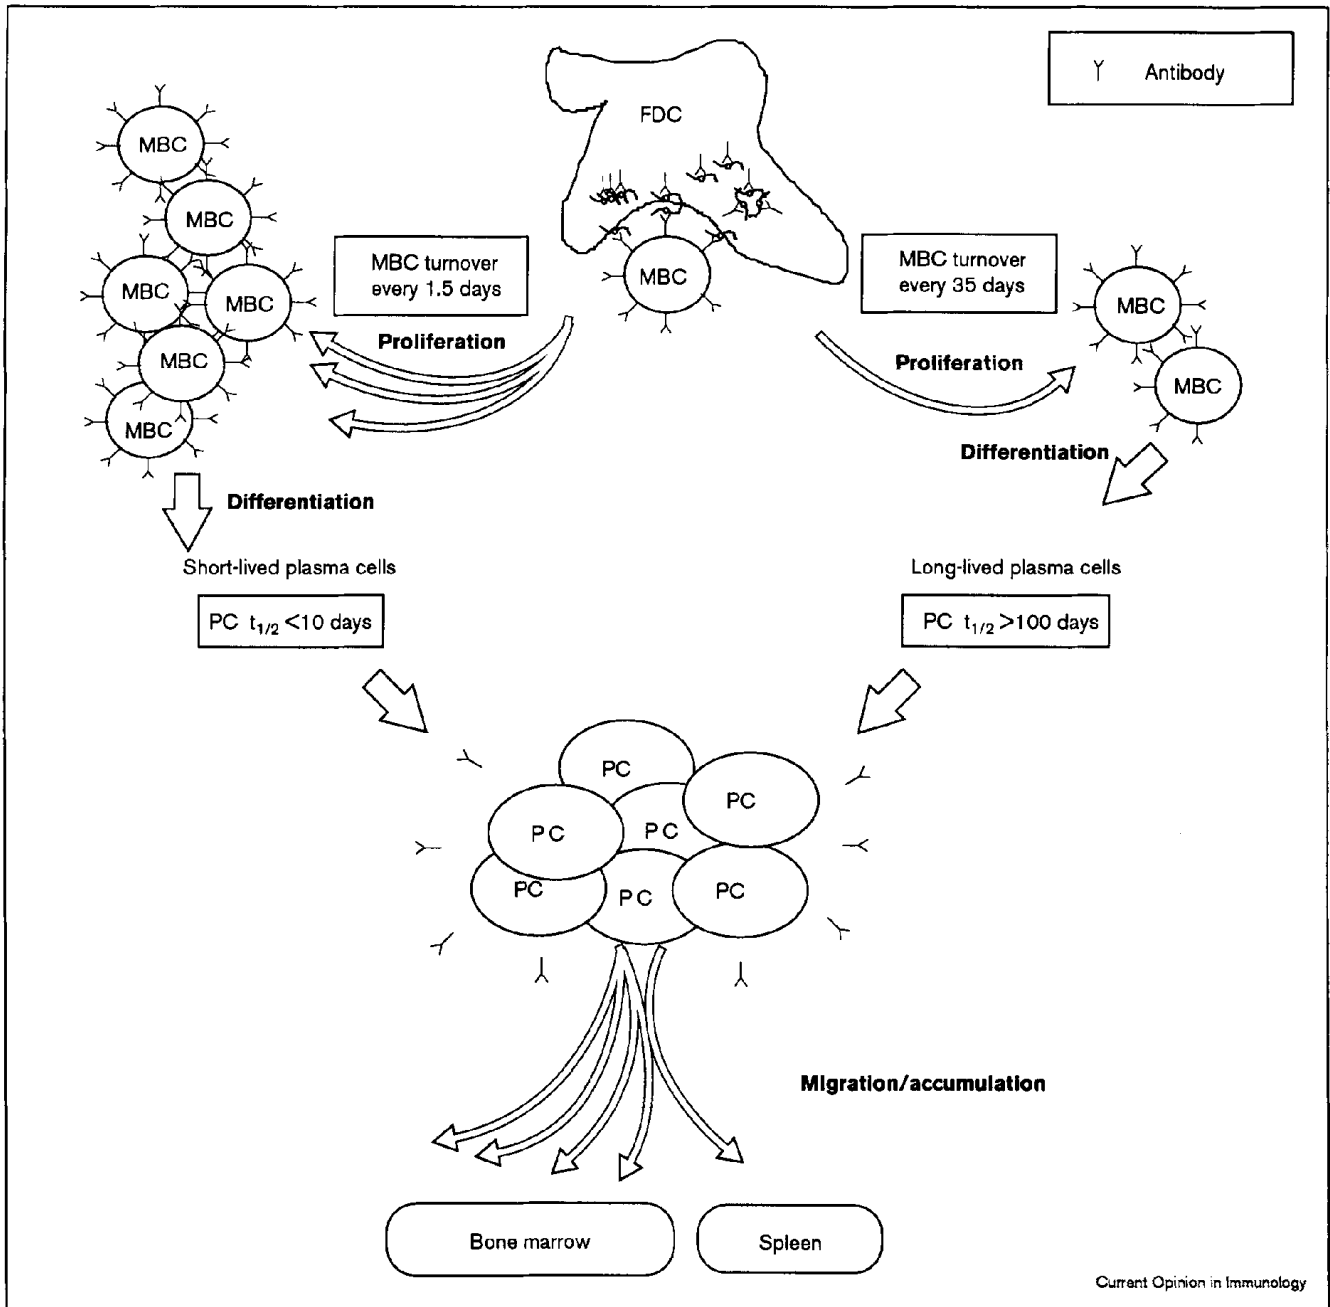 FDC
Antibody
MBC
MBC
MBC
MBC
MBC
MBC
MBC turnover
every 1.5 days
Proliferation
MBC
MBC turnover
every 35 days
Proliferation
MBC
MBC
Differentiation
Differentiation
Short-lived plasma cells
PC t1/2 <10 days
Long-lived plasma cells
PC t1/2 >100 days
PC
PC
PC
PC
PC
PC
PC
Migration/accumulation
Bone marrow
Spleen
Current Opinion in Immunology